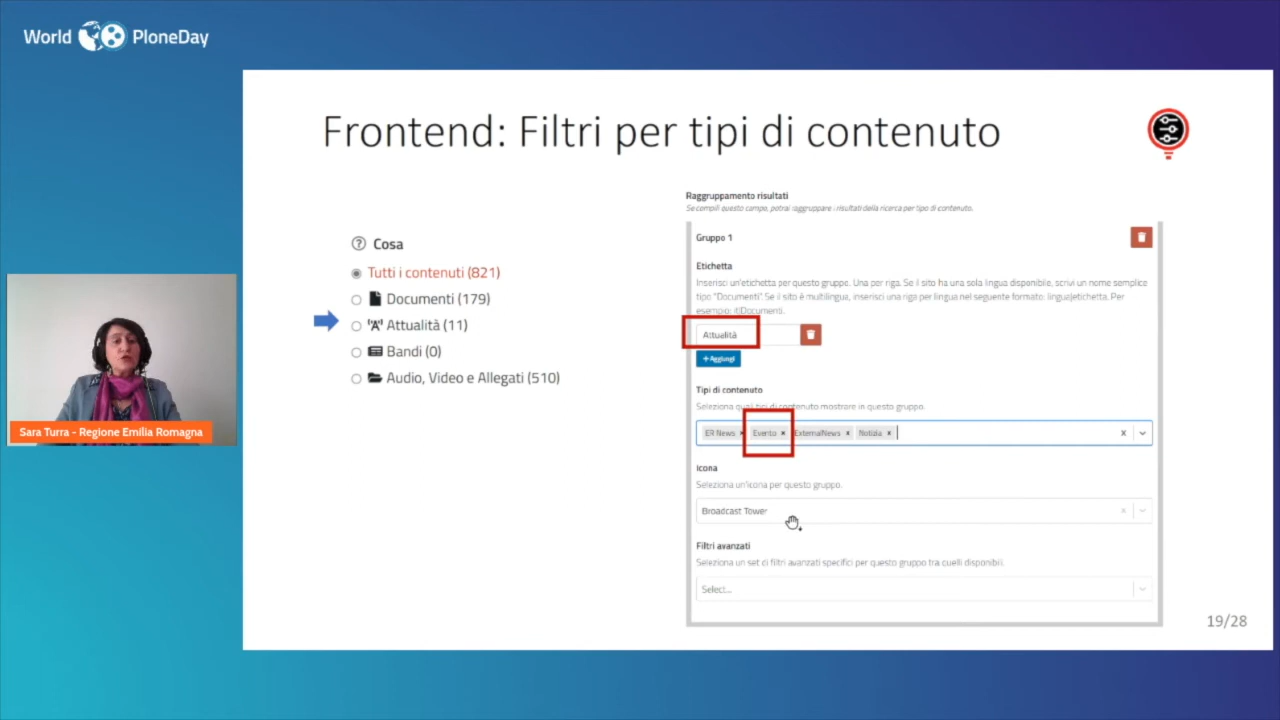 World PloneDay
Frontend: Filtri per tipi di contenuto
Cosa
Tutti i contenuti (821)
Documenti (179)
Attualità (11)
Bandi (0)
Audio, Video e Allegati (510)
Raggruppamento risultati
Se compili questo campo, potrai raggruppare i risultati della ricerca per tipo di contenuto.
Gruppo 1
Etichetta
Inserisci un'etichetta per questo gruppo. Una per riga. Se il sito ha una sola lingua disponibile, scrivi un nome semplice
tipo "Documenti". Se il sito è multilingua, inserisci una riga per lingua nel seguente formato: lingua|etichetta. Per
esempio: it|Documenti.
Attualità
+ Aggiungi
Tipi di contenuto
Seleziona quali tipi di contenuto mostrare in questo gruppo.
ER News × Evento × ExternalNews × Notizia ×
Icona
Seleziona un'icona per questo gruppo.
Broadcast Tower
Filtri avanzati
Seleziona un set di filtri avanzati specifici per questo gruppo tra quelli disponibili.
Select...
19/28
Sara Turra - Regione Emilia Romagna